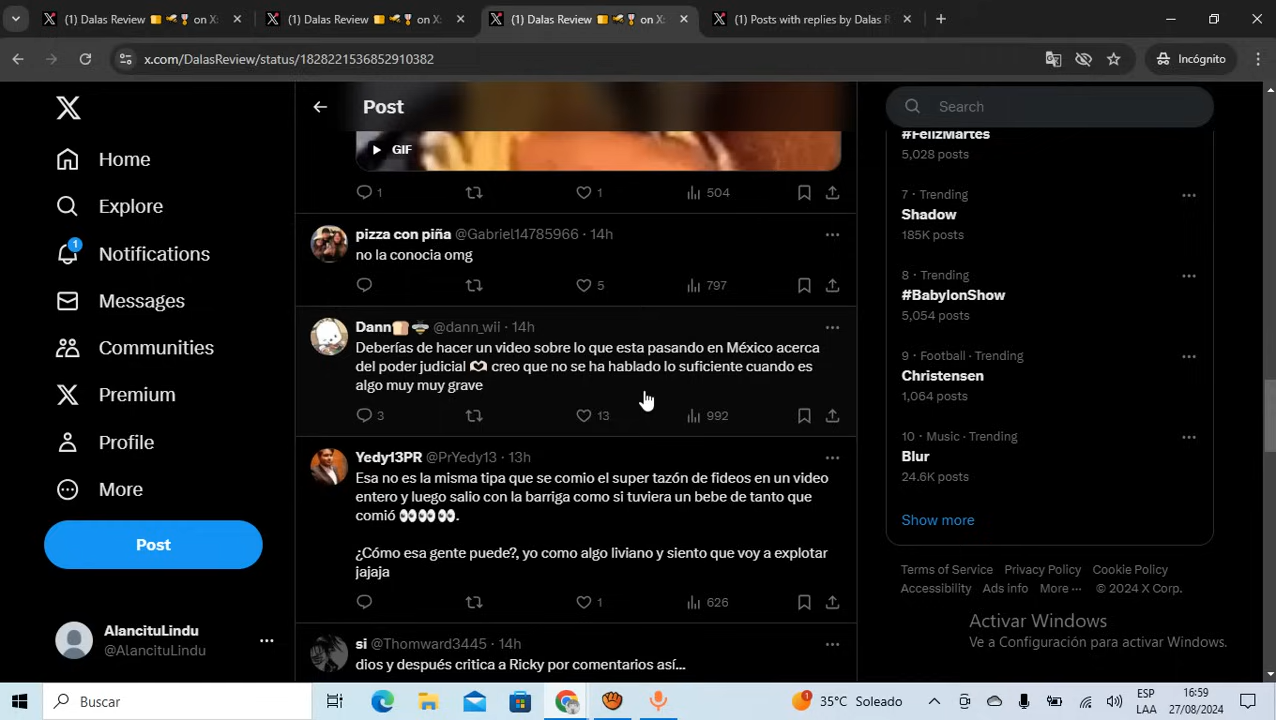 (1) Dalas Review on X:
(1) Dalas Review on X:
(1) Dalas Review on X:
(1) Posts with replies by Dalas R
x.com/DalasReview/status/1828221536852910382
Incógnito
Home
Explore
1
Notifications
Messages
Communities
Premium
Profile
More
Post
AlancituLindu
@AlancituLindu
Post
GIF
1
1
504
pizza con piña @Gabriel14785966 · 14h
no la conocia omg
5
797
Dann🍞🐝 @dann_wii · 14h
Deberías de hacer un video sobre lo que esta pasando en México acerca
del poder judicial 🫶🏻 creo que no se ha hablado lo suficiente cuando es
algo muy muy grave
3
13
992
Yedy13PR @PrYedy13 · 13h
Esa no es la misma tipa que se comio el super tazón de fideos en un video
entero y luego salio con la barriga como si tuviera un bebe de tanto que
comió 👀👀👀.
¿Cómo esa gente puede?, yo como algo liviano y siento que voy a explotar
jajaja
1
626
si @Thomward3445 · 14h
dios y después critica a Ricky por comentarios así...
Search
#FelizMartes
5,028 posts
7 · Trending
Shadow
185K posts
8 · Trending
#BabylonShow
5,054 posts
9 · Football · Trending
Christensen
1,064 posts
10 · Music · Trending
Blur
24.6K posts
Show more
Terms of Service Privacy Policy Cookie Policy
Accessibility Ads info More ··· © 2024 X Corp.
Activar Windows
Ve a Configuración para activar Windows.
Buscar
1
35°C Soleado
ESP
LAA
16:59
27/08/2024